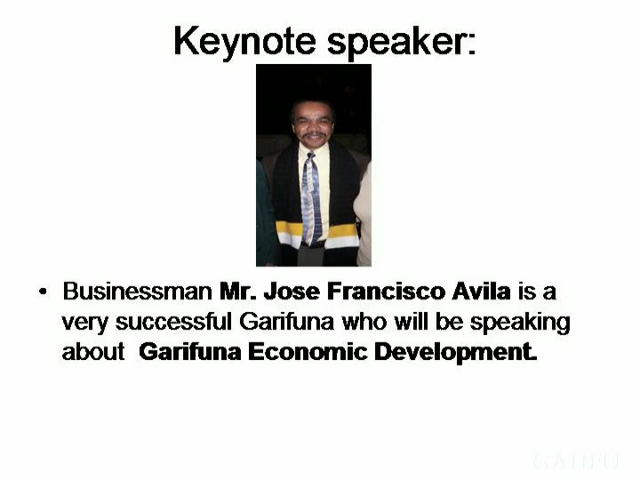 Keynote speaker:
• Businessman Mr. Jose Francisco Avila is a
very successful Garifuna who will be speaking
about Garifuna Economic Development.